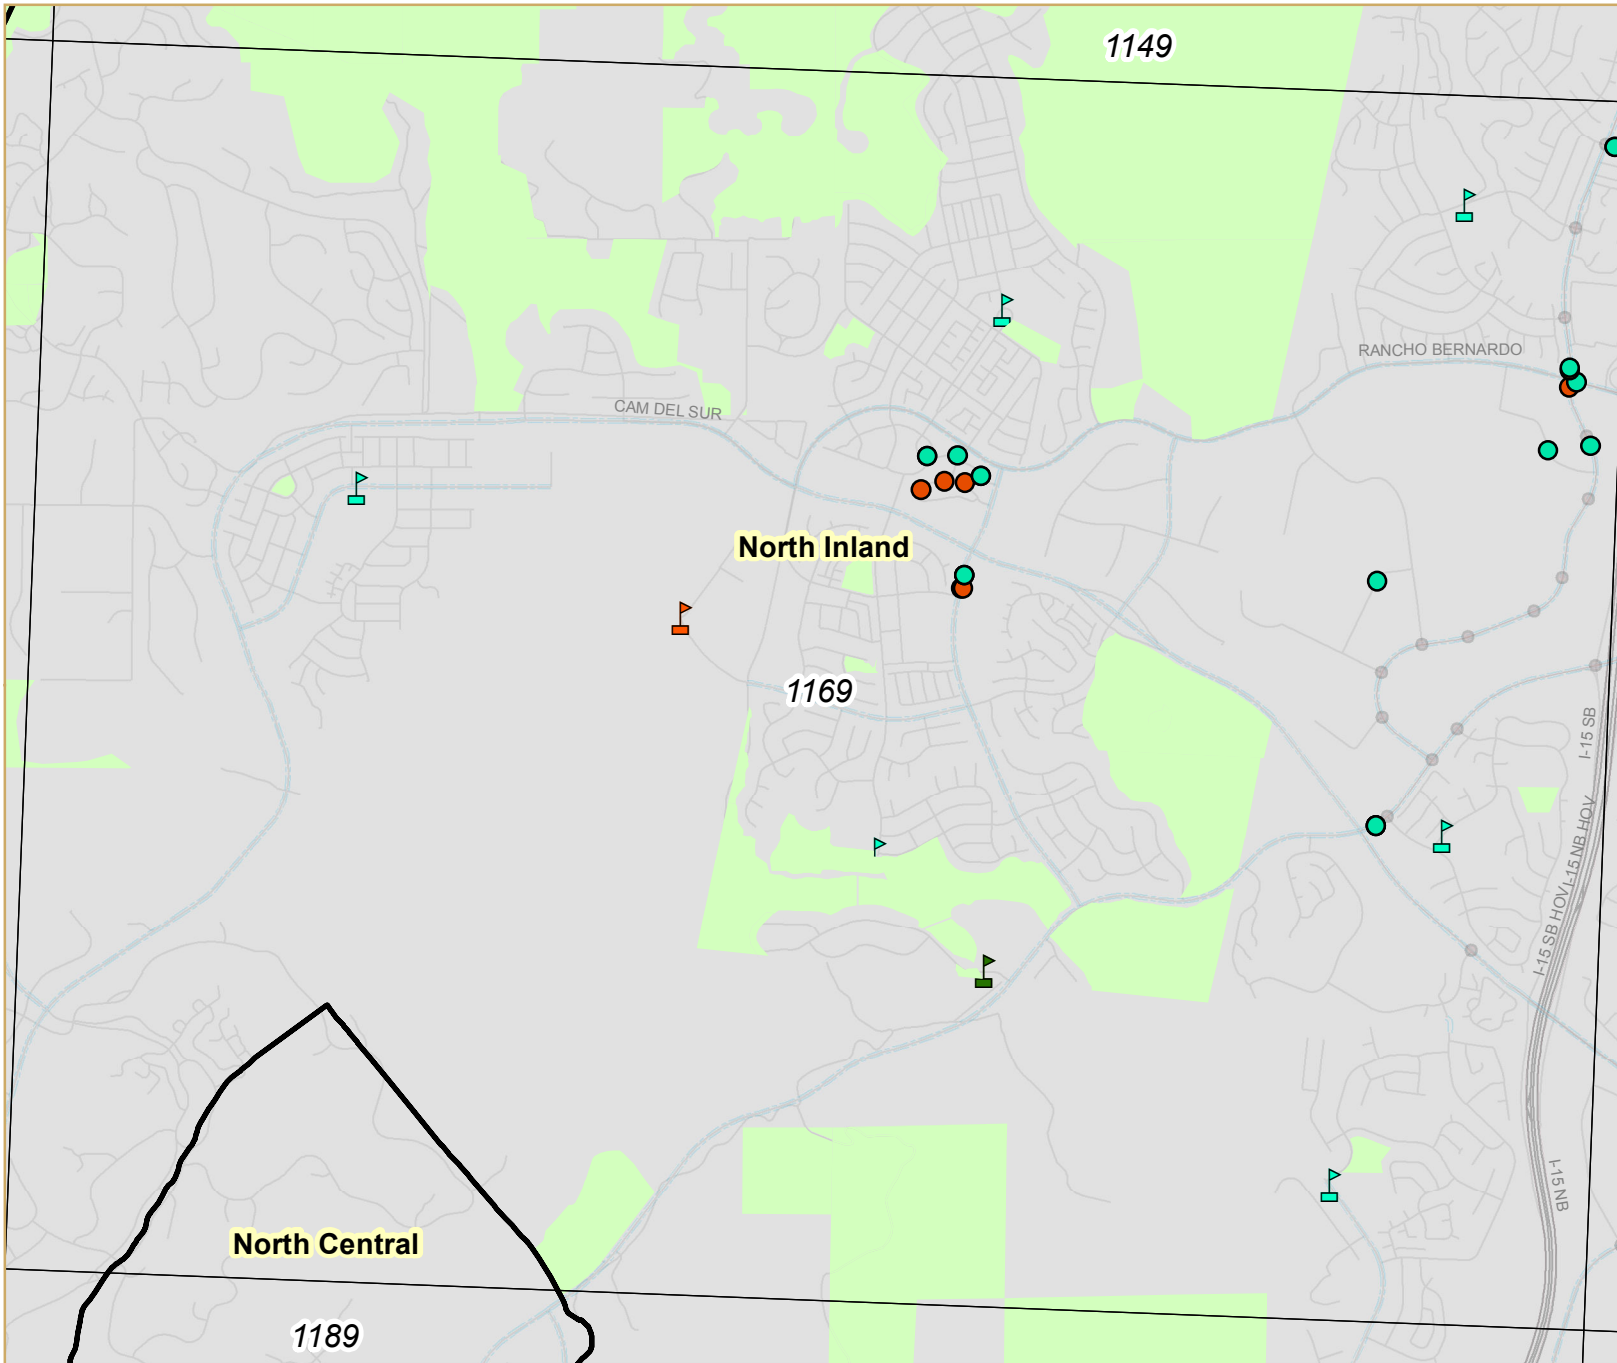 1149
RANCHO BERNARDO
CAM DEL SUR
North Inland
1169
I-15 SB
I-15 NB HOV
I-15 SB HOV
I-15 NB
North Central
1189